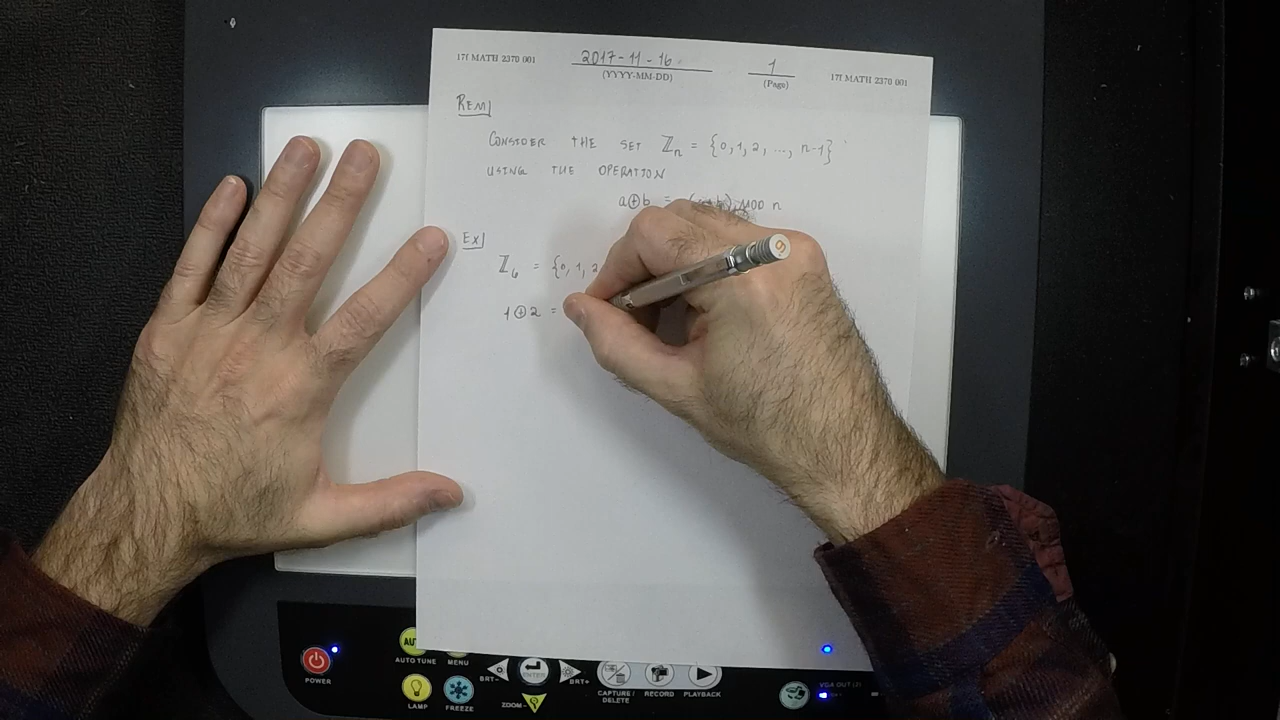 17f MATH 2370 001 2017-11-16 1 17f MATH 2370 001
(YYYY-MM-DD) (Page)
REM
CONSIDER THE SET ℤₙ = {0, 1, 2, ..., n-1}
USING THE OPERATION
a⊕b = MOD n
EX
ℤ₆ = {0, 1, 2
1⊕2 =
AUTO TUNE MENU
POWER BRT- ENTER BRT+
CAPTURE / DELETE RECORD PLAYBACK
LAMP FREEZE ZOOM-
VGA OUT